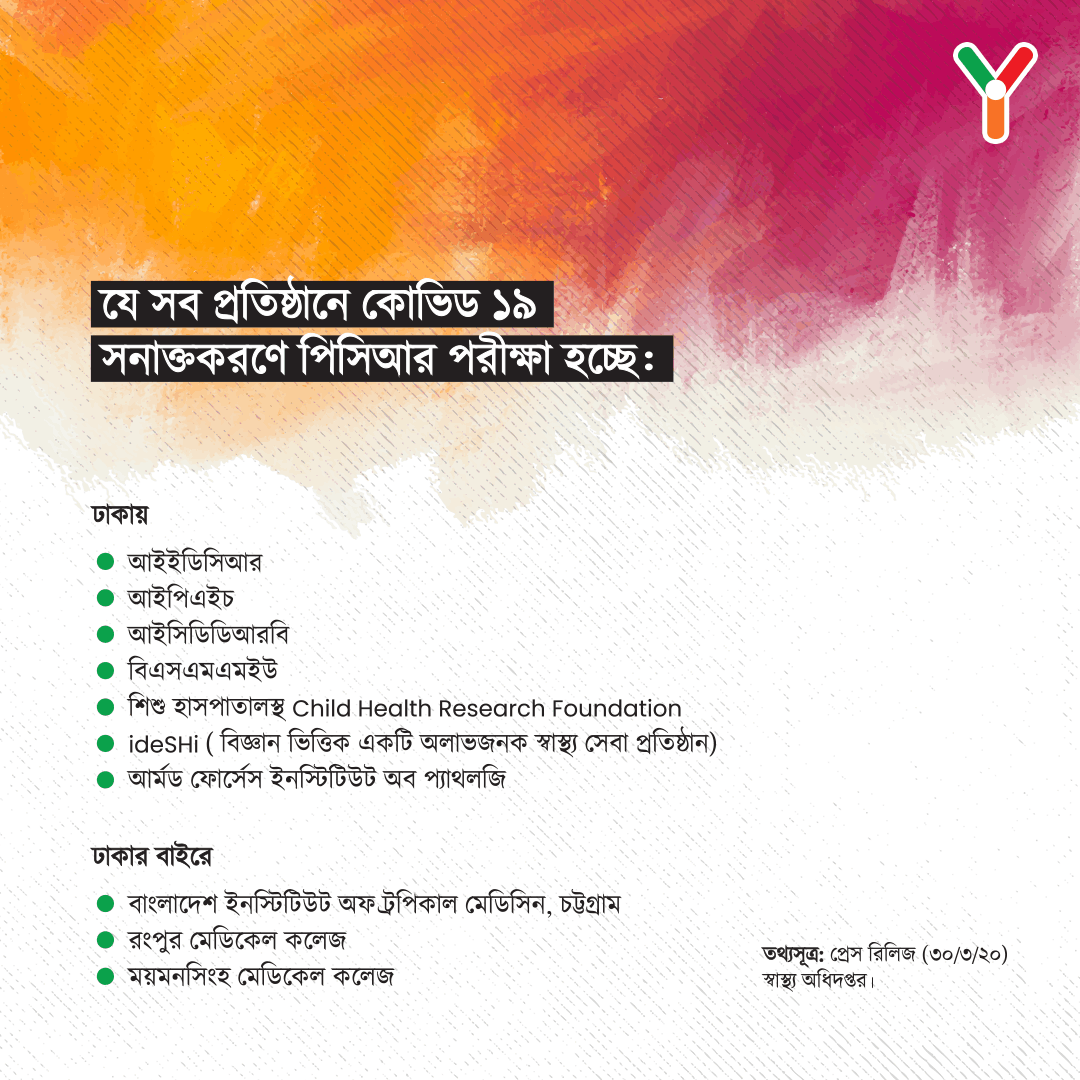 যে সব প্রতিষ্ঠানে কোভিড ১৯
সনাক্তকরণে পিসিআর পরীক্ষা হচ্ছে:
ঢাকায়
আইইডিসিআর
আইপিএইচ
আইসিডিডিআরবি
বিএসএমএমইউ
শিশু হাসপাতালস্থ Child Health Research Foundation
ideSHi ( বিজ্ঞান ভিত্তিক একটি অলাভজনক স্বাস্থ্য সেবা প্রতিষ্ঠান)
আর্মড ফোর্সেস ইনস্টিটিউট অব প্যাথলজি
ঢাকার বাইরে
বাংলাদেশ ইনস্টিটিউট অফ ট্রপিকাল মেডিসিন, চট্টগ্রাম
রংপুর মেডিকেল কলেজ
ময়মনসিংহ মেডিকেল কলেজ
তথ্যসূত্র: প্রেস রিলিজ (৩০/৩/২০)
স্বাস্থ্য অধিদপ্তর।